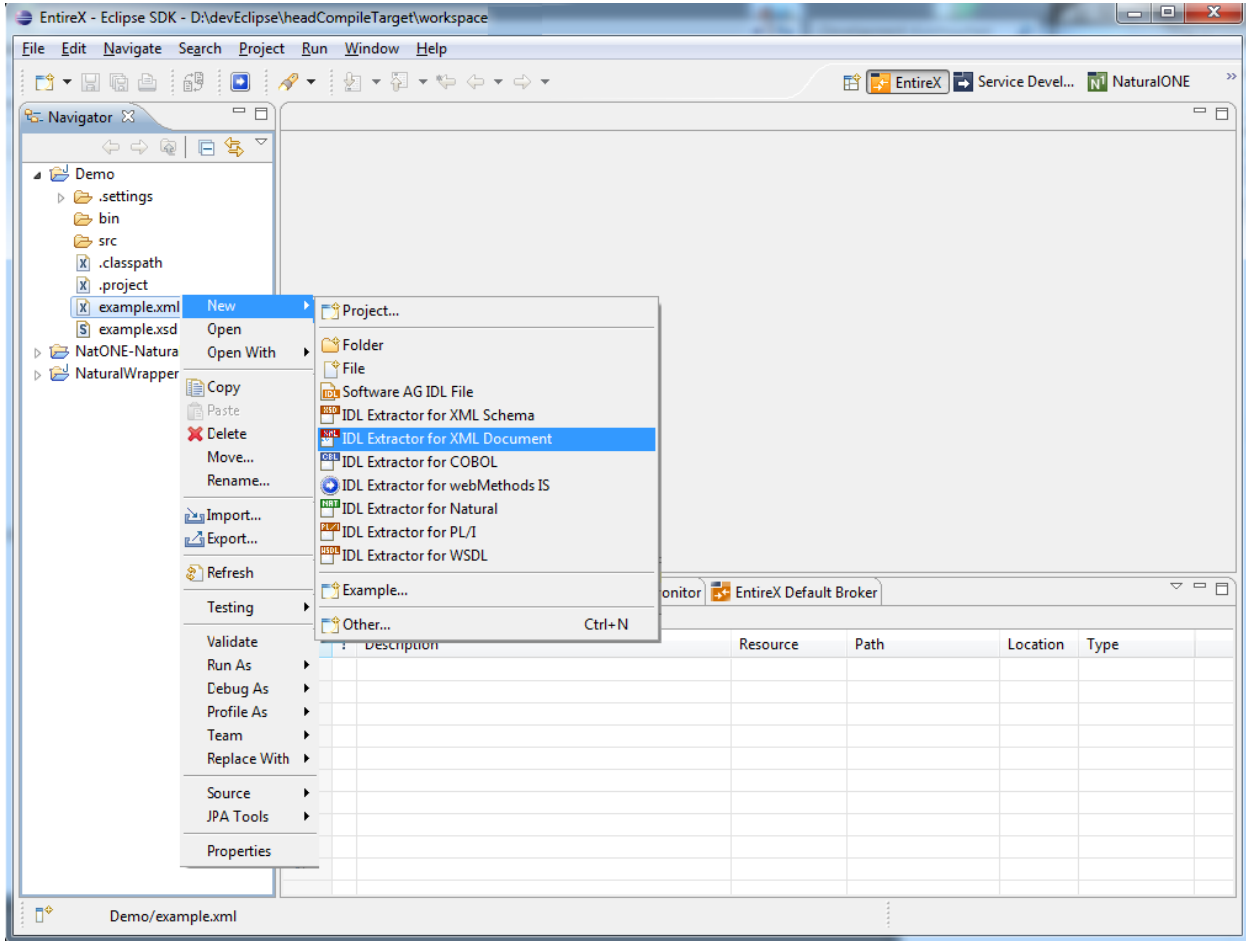 EntireX - Eclipse SDK - D:\devEclipse\headCompileTarget\workspace
File Edit Navigate Search Project Run Window Help
EntireX Service Devel... NaturalONE »
Navigator
Demo
.settings
bin
src
.classpath
.project
example.xml
example.xsd
NatONE-Natura
NaturalWrapper
New
Open
Open With
Copy
Paste
Delete
Move...
Rename...
Import...
Export...
Refresh
Testing
Validate
Run As
Debug As
Profile As
Team
Replace With
Source
JPA Tools
Properties
Project...
Folder
File
Software AG IDL File
IDL Extractor for XML Schema
IDL Extractor for XML Document
IDL Extractor for COBOL
IDL Extractor for webMethods IS
IDL Extractor for Natural
IDL Extractor for PL/I
IDL Extractor for WSDL
Example...
Other... Ctrl+N
onitor EntireX Default Broker
! Description Resource Path Location Type
Demo/example.xml